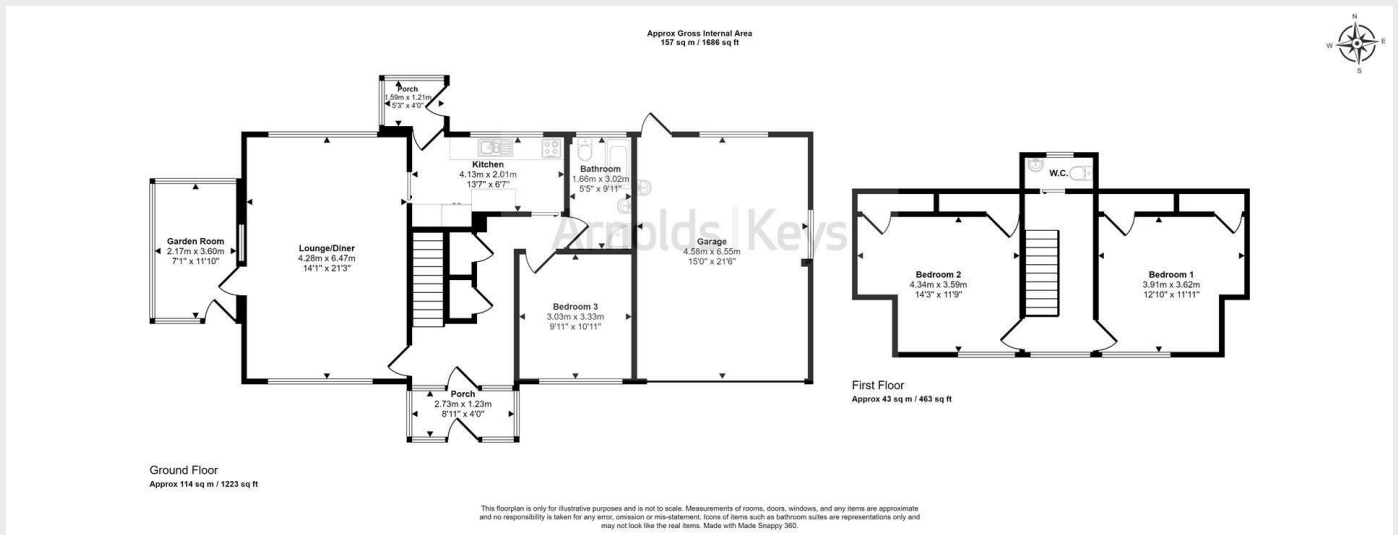 Approx Gross Internal Area
157 sq m / 1686 sq ft
N
W E
S
Porch
1.59m x 1.21m
5'3" x 4'0"
Kitchen
4.13m x 2.01m
13'7" x 6'7"
Bathroom
1.66m x 3.02m
5'5" x 9'11"
Garden Room
2.17m x 3.60m
7'1" x 11'10"
Lounge/Diner
4.28m x 6.47m
14'1" x 21'3"
Arnolds | Keys
Garage
4.58m x 6.55m
15'0" x 21'6"
Bedroom 3
3.03m x 3.33m
9'11" x 10'11"
Porch
2.73m x 1.23m
8'11" x 4'0"
W.C.
Bedroom 2
4.34m x 3.59m
14'3" x 11'9"
Bedroom 1
3.91m x 3.62m
12'10" x 11'11"
First Floor
Approx 43 sq m / 463 sq ft
Ground Floor
Approx 114 sq m / 1223 sq ft
This floorplan is only for illustrative purposes and is not to scale. Measurements of rooms, doors, windows, and any items are approximate
and no responsibility is taken for any error, omission or mis-statement. Icons of items such as bathroom suites are representations only and
may not look like the real items. Made with Made Snappy 360.